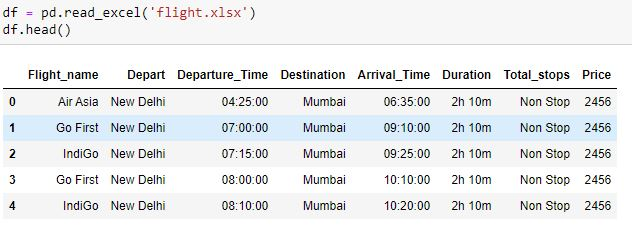 df = pd.read_excel('flight.xlsx')
df.head()
Flight_name Depart Departure_Time Destination Arrival_Time Duration Total_stops Price
0 Air Asia New Delhi 04:25:00 Mumbai 06:35:00 2h 10m Non Stop 2456
1 Go First New Delhi 07:00:00 Mumbai 09:10:00 2h 10m Non Stop 2456
2 IndiGo New Delhi 07:15:00 Mumbai 09:25:00 2h 10m Non Stop 2456
3 Go First New Delhi 08:00:00 Mumbai 10:10:00 2h 10m Non Stop 2456
4 IndiGo New Delhi 08:10:00 Mumbai 10:20:00 2h 10m Non Stop 2456